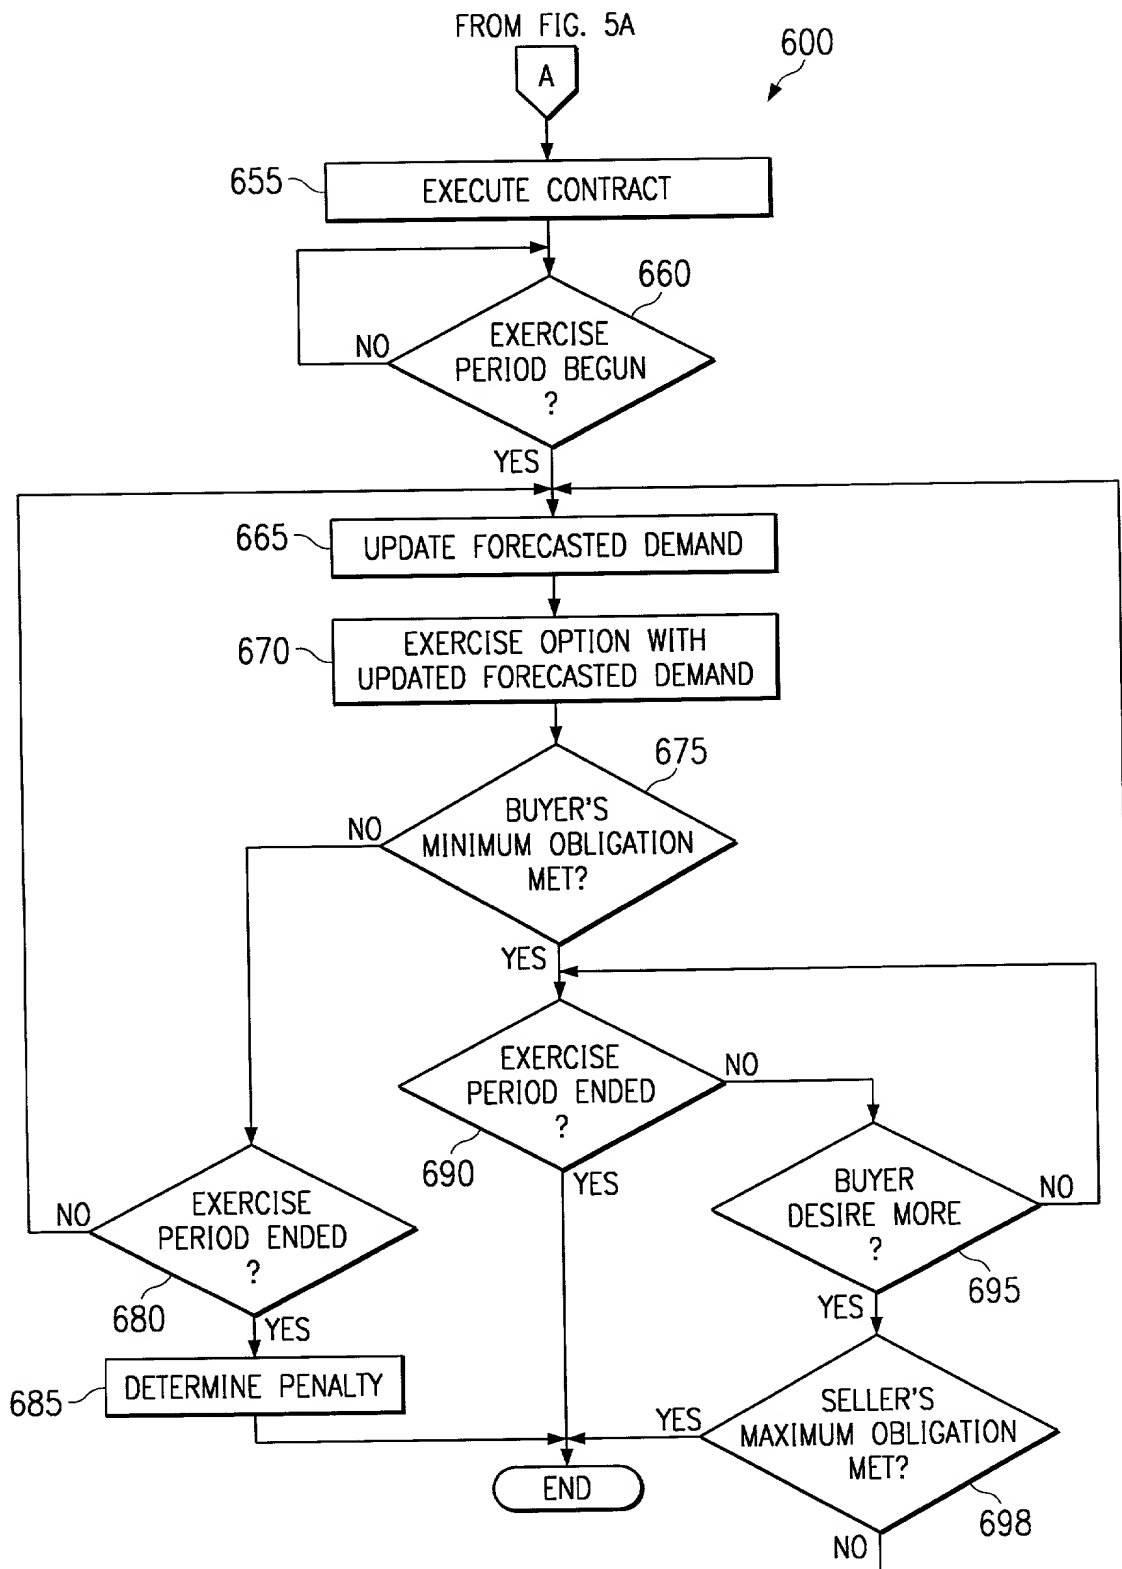 FROM FIG. 5A
A
600
655
EXECUTE CONTRACT
660
EXERCISE
PERIOD BEGUN
?
NO
YES
665
UPDATE FORECASTED DEMAND
670
EXERCISE OPTION WITH
UPDATED FORECASTED DEMAND
675
BUYER'S
MINIMUM OBLIGATION
MET?
NO
YES
EXERCISE
PERIOD ENDED
?
NO
690
YES
BUYER
DESIRE MORE
?
NO
695
YES
EXERCISE
PERIOD ENDED
?
NO
680
YES
685
DETERMINE PENALTY
SELLER'S
MAXIMUM OBLIGATION
MET?
YES
698
NO
END